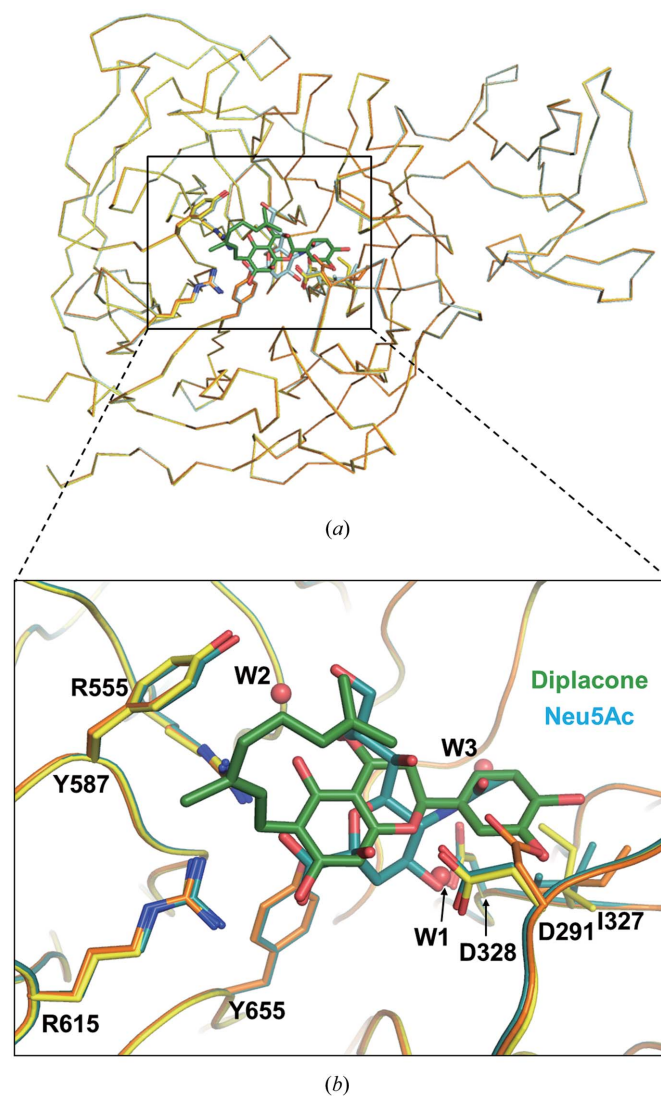 (a)
Diplacone
Neu5Ac
R555
W2
W3
Y587
W1
D328
D291
I327
R615
Y655
(b)